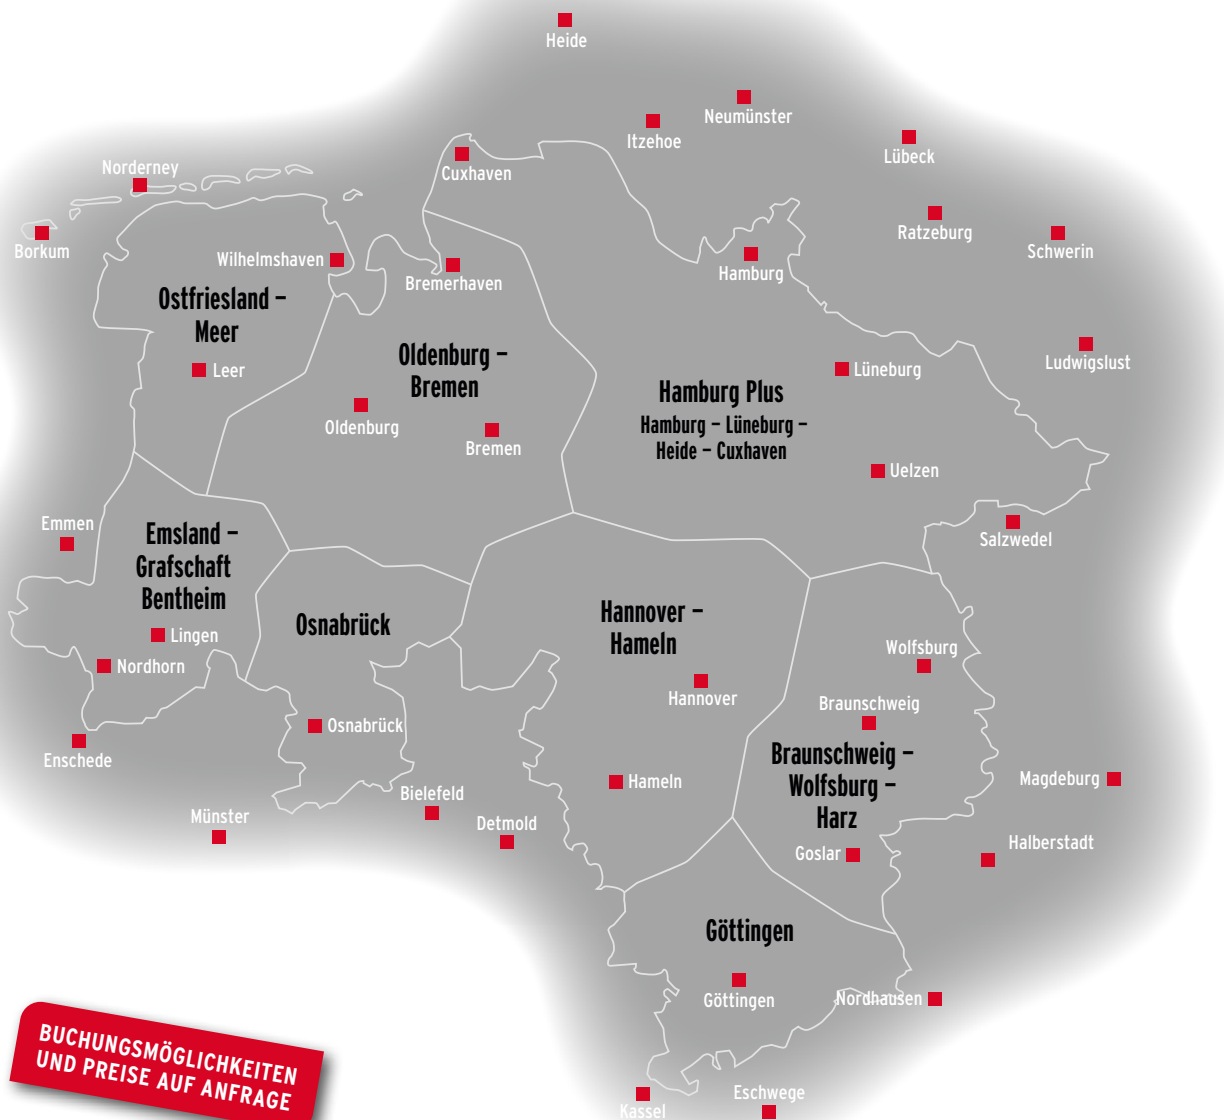 Heide
Neumünster
Itzehoe
Lübeck
Norderney
Cuxhaven
Ratzeburg
Borkum
Schwerin
Wilhelmshaven
Hamburg
Bremerhaven
Ostfriesland –
Meer
Leer
Oldenburg –
Bremen
Oldenburg
Bremen
Ludwigslust
Lüneburg
Hamburg Plus
Hamburg – Lüneburg –
Heide – Cuxhaven
Uelzen
Salzwedel
Emmen
Emsland –
Grafschaft
Bentheim
Lingen
Nordhorn
Osnabrück
Osnabrück
Hannover –
Hameln
Hannover
Hameln
Wolfsburg
Braunschweig
Braunschweig –
Wolfsburg –
Harz
Goslar
Enschede
Münster
Bielefeld
Detmold
Magdeburg
Halberstadt
Göttingen
Göttingen
Nordhausen
Kassel
Eschwege
BUCHUNGSMÖGLICHKEITEN
UND PREISE AUF ANFRAGE